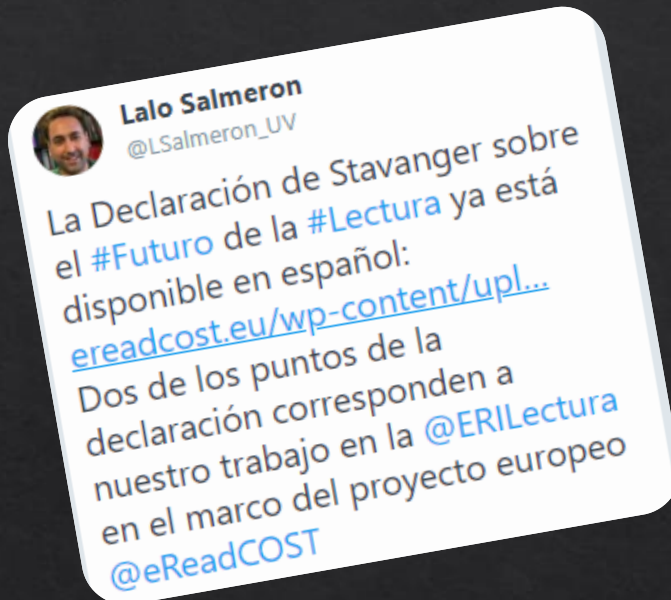 Lalo Salmeron
@LSalmeron_UV
La Declaración de Stavanger sobre
el #Futuro de la #Lectura ya está
disponible en español:
ereadcost.eu/wp-content/upl...
Dos de los puntos de la
declaración corresponden a
nuestro trabajo en la @ERILectura
en el marco del proyecto europeo
@eReadCOST